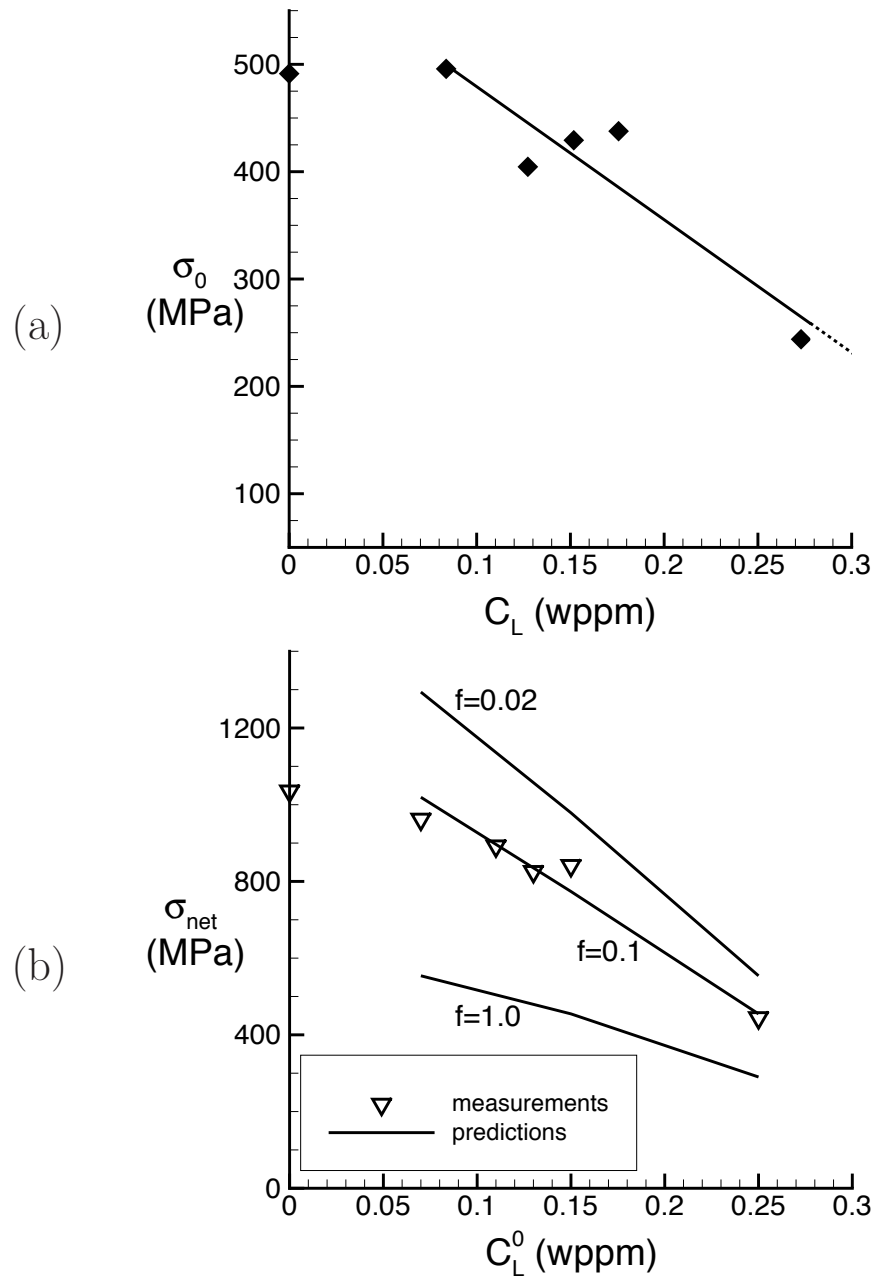 500
400
300
200
100
σ0
(MPa)
(a)
0 0.05 0.1 0.15 0.2 0.25 0.3
CL (wppm)
1200
800
400
0
f=0.02
f=0.1
f=1.0
σnet
(MPa)
(b)
measurements
predictions
0 0.05 0.1 0.15 0.2 0.25 0.3
C0L (wppm)